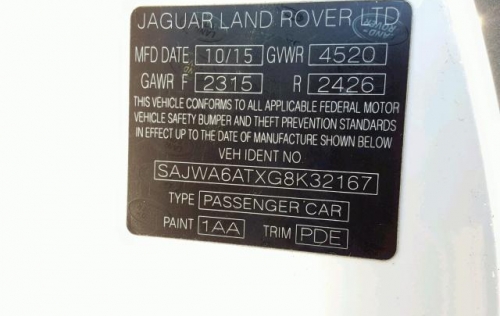 JAGUAR LAND ROVER LTD
MFD DATE 10/15 GVWR 4520
GAWR F 2315 R 2426
THIS VEHICLE CONFORMS TO ALL APPLICABLE FEDERAL MOTOR
VEHICLE SAFETY BUMPER AND THEFT PREVENTION STANDARDS
IN EFFECT UP TO THE DATE OF MANUFACTURE SHOWN BELOW
VEH IDENT NO
SAJWA6ATXG8K32167
TYPE PASSENGER CAR
PAINT 1AA TRIM PDE